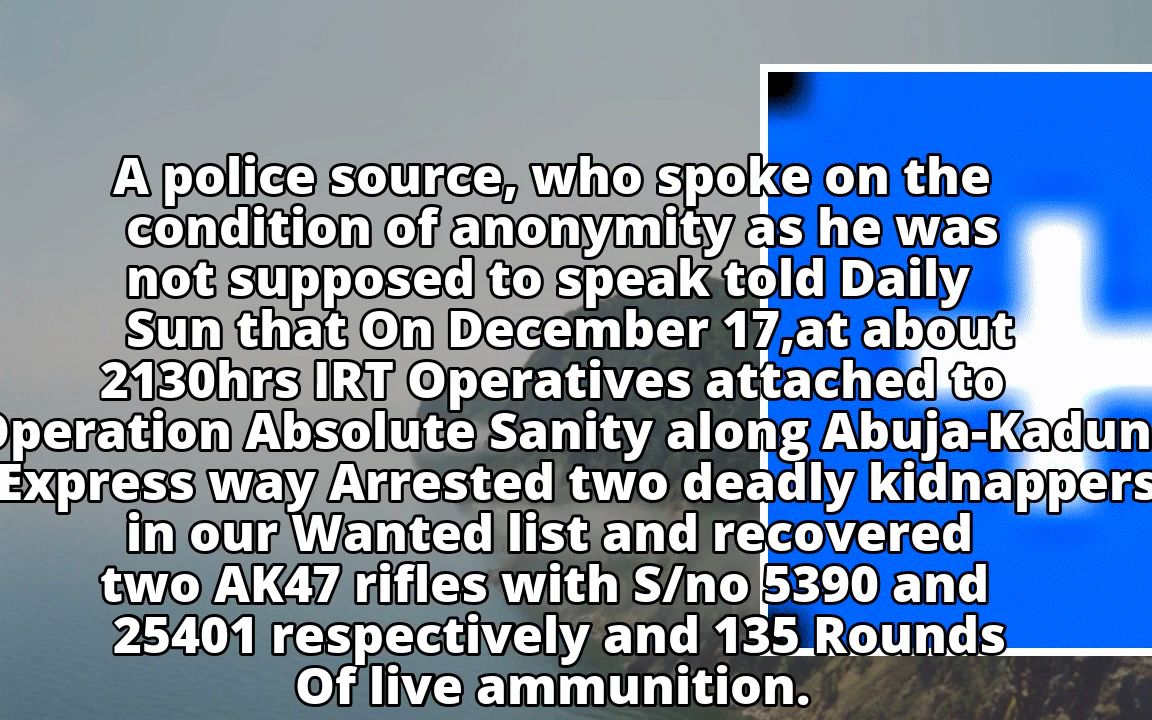 A police source, who spoke on the
condition of anonymity as he was
not supposed to speak told Daily
Sun that On December 17,at about
2130hrs IRT Operatives attached to
Operation Absolute Sanity along Abuja-Kadun
Express way Arrested two deadly kidnappers
in our Wanted list and recovered
two AK47 rifles with S/no 5390 and
25401 respectively and 135 Rounds
Of live ammunition.